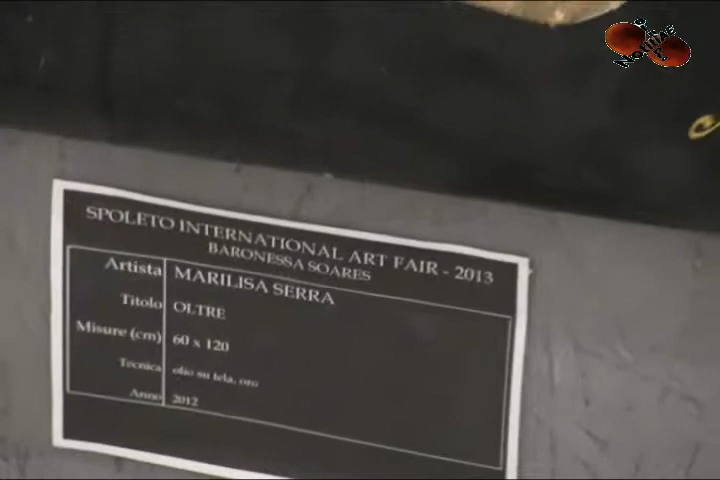 SPOLETO INTERNATIONAL ART FAIR - 2013
BARONESSA SOARES
Artista MARILISA SERRA
Titolo OLTRE
Misure (cm) 60 x 120
Tecnica olio su tela, oro
Anno 2012